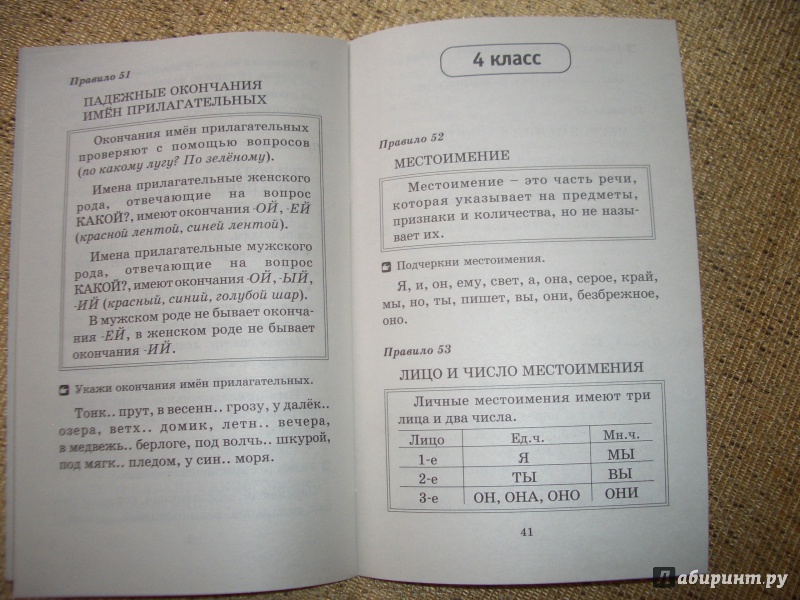 Правило 51
ПАДЕЖНЫЕ ОКОНЧАНИЯ
ИМЁН ПРИЛАГАТЕЛЬНЫХ
Окончания имён прилагательных
проверяют с помощью вопросов
(по какому лугу? По зелёному).
Имена прилагательные женского
рода, отвечающие на вопрос
КАКОЙ?, имеют окончания -ОЙ, -ЕЙ
(красной лентой, синей лентой).
Имена прилагательные мужского
рода, отвечающие на вопрос
КАКОЙ?, имеют окончания -ОЙ, -ЫЙ,
-ИЙ (красный, синий, голубой шар).
В мужском роде не бывает оконча-
ния -ЕЙ, в женском роде не бывает
окончания -ИЙ.
Укажи окончания имён прилагательных.
Тонк.. прут, в весенн.. грозу, у далёк..
озера, ветх.. домик, летн.. вечера,
в медвежь.. берлоге, под волчь.. шкурой,
под мягк.. пледом, у син.. моря.
4 класс
Правило 52
МЕСТОИМЕНИЕ
Местоимение – это часть речи,
которая указывает на предметы,
признаки и количества, но не назы-
вает их.
Подчеркни местоимения.
Я, и, он, ему, свет, а, она, серое, край,
мы, но, ты, пишет, вы, они, безбрежное,
оно.
Правило 53
ЛИЦО И ЧИСЛО МЕСТОИМЕНИЯ
Личные местоимения имеют три
лица и два числа.
Лицо Ед.ч. Мн.ч.
1-е Я МЫ
2-е ТЫ ВЫ
3-е ОН, ОНА, ОНО ОНИ
41
Лабиринт.ру